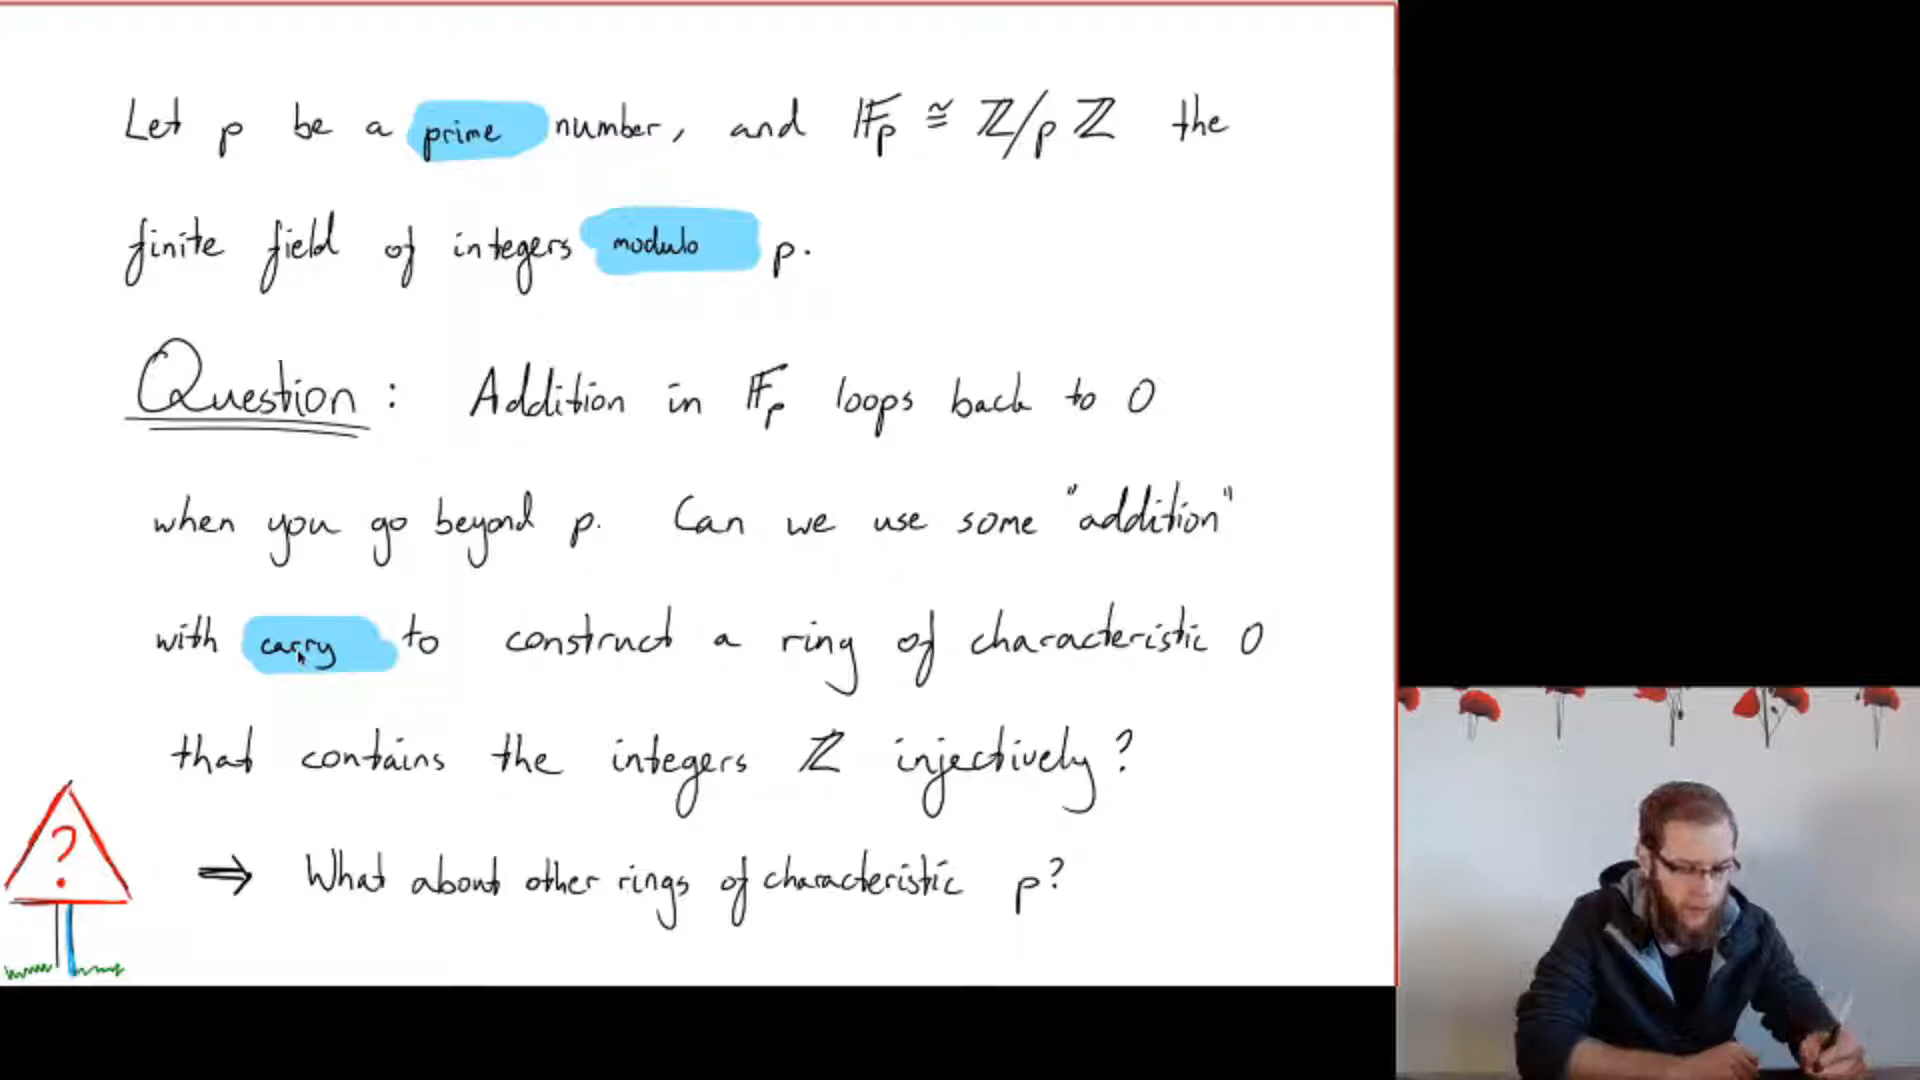 Let p be a prime number, and 𝔽ₚ ≅ ℤ/pℤ the
finite field of integers modulo p.
Question: Addition in 𝔽ₚ loops back to 0
when you go beyond p. Can we use some "addition"
with carry to construct a ring of characteristic 0
that contains the integers ℤ injectively?
⇒ What about other rings of characteristic p?
?